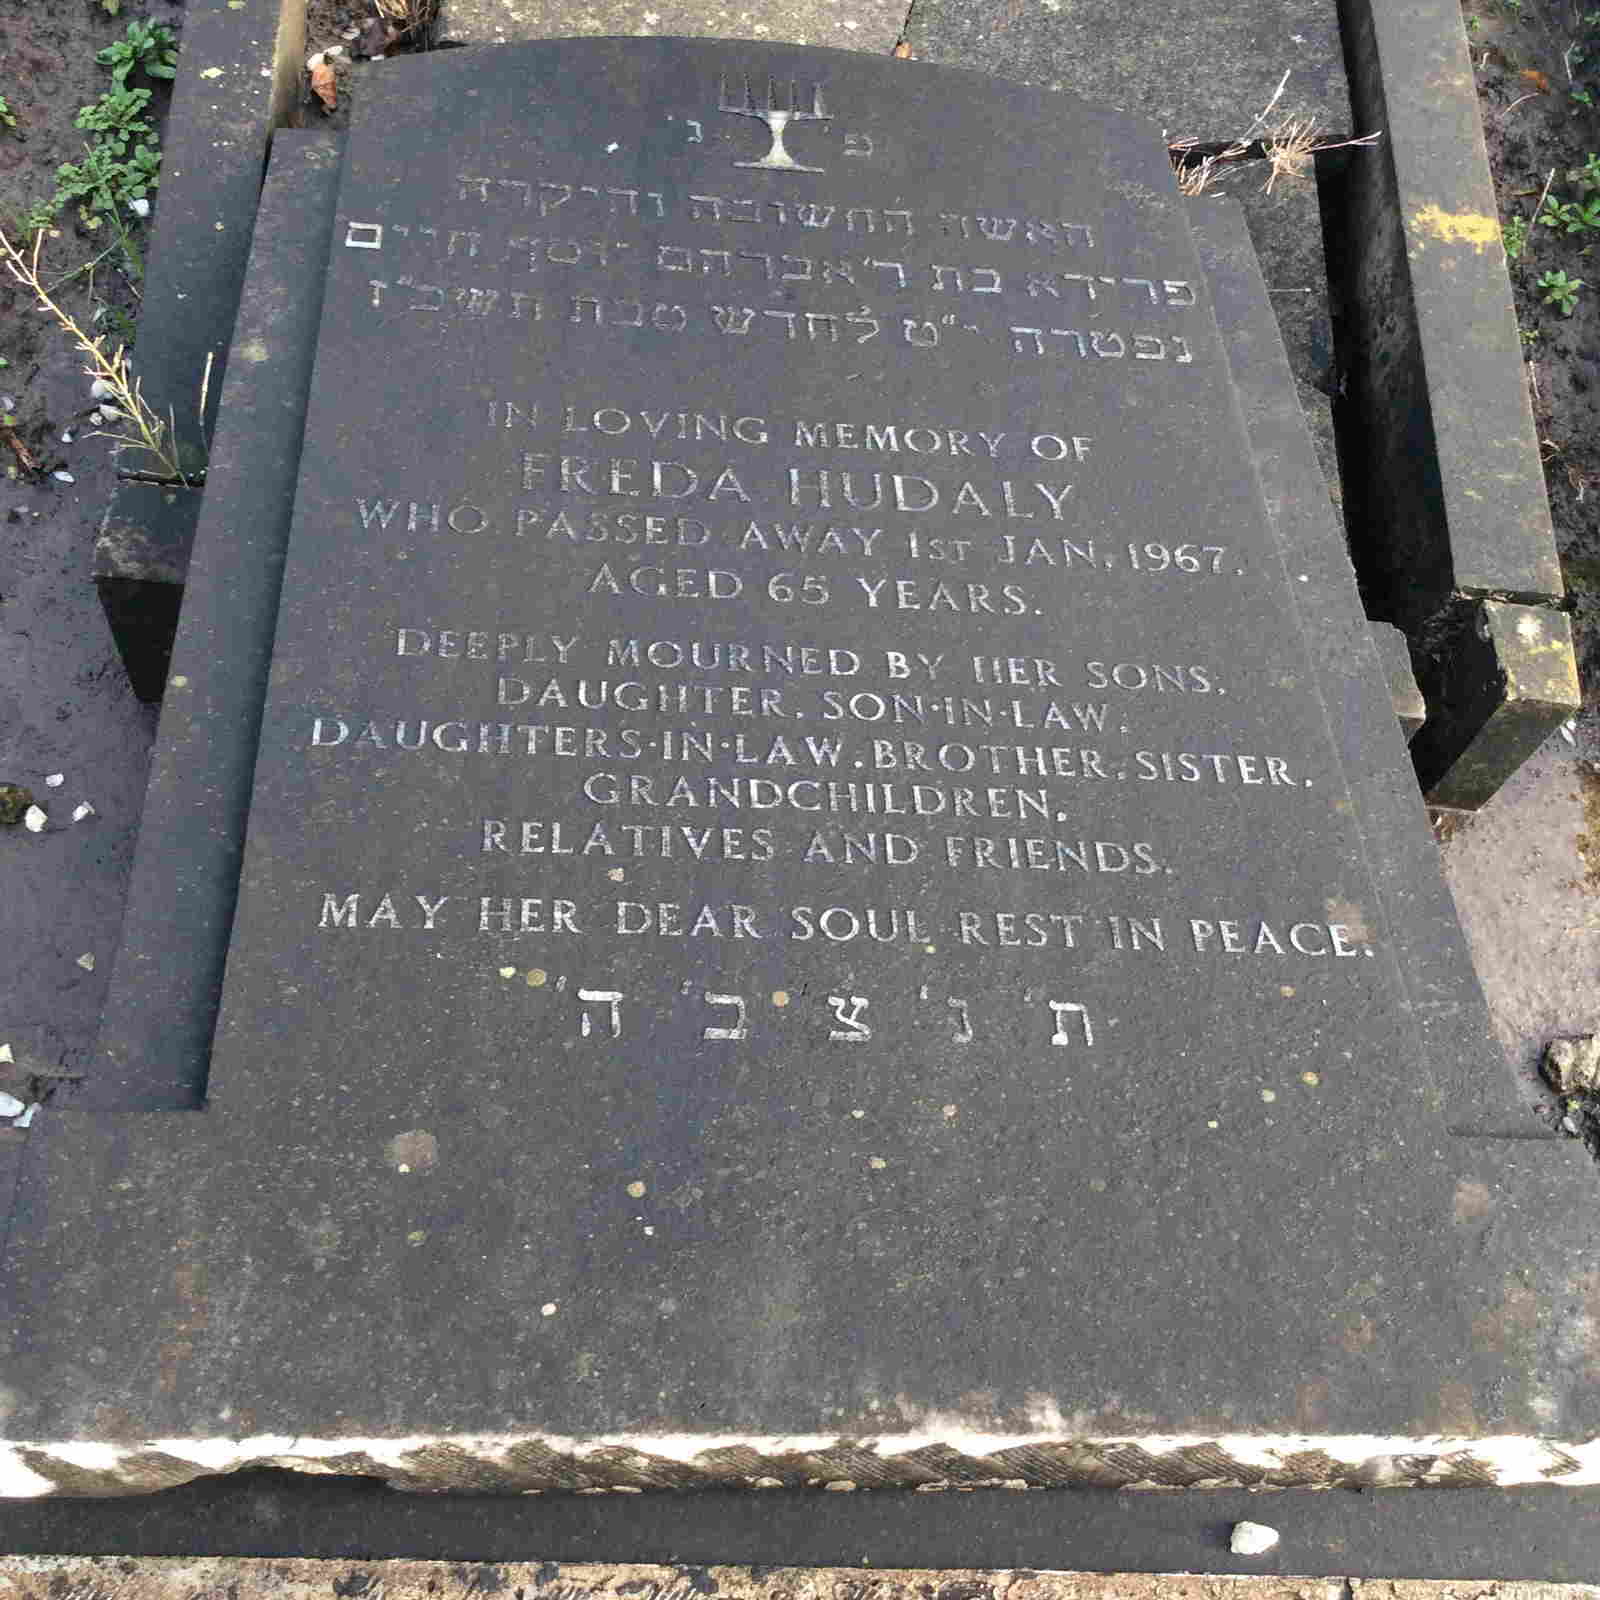 פ' נ'
האשה החשובה והיקרה
פרידא בת ר' אברהם יוסף חיים
נפטרה י"ט לחדש טבת תשכ"ז
IN LOVING MEMORY OF
FREDA HUDALY
WHO PASSED AWAY 1ST JAN, 1967.
AGED 65 YEARS.
DEEPLY MOURNED BY HER SONS,
DAUGHTER, SON-IN-LAW,
DAUGHTERS-IN-LAW, BROTHER, SISTER,
GRANDCHILDREN,
RELATIVES AND FRIENDS.
MAY HER DEAR SOUL REST IN PEACE.
ת' נ' צ' ב' ה'